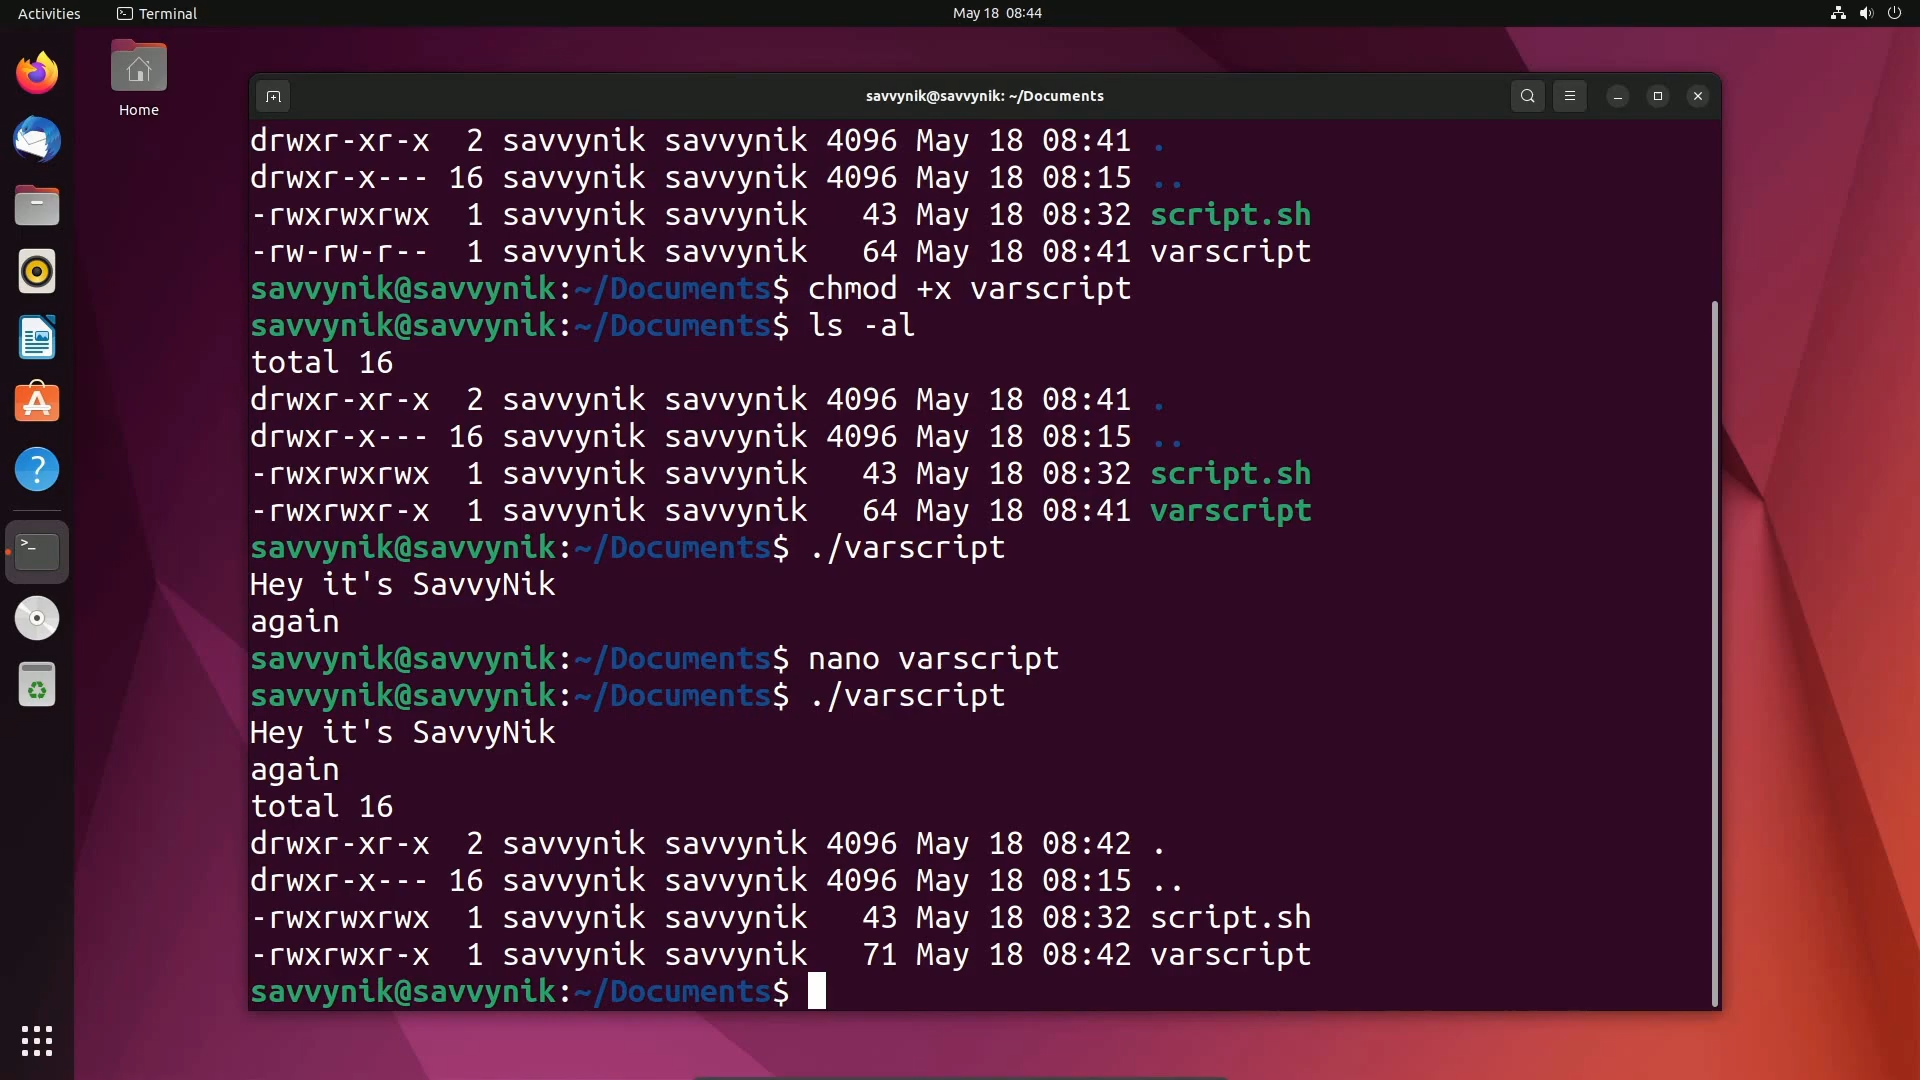 Activities
Terminal
May 18 08:44
Home
savvynik@savvynik: ~/Documents
drwxr-xr-x  2 savvynik savvynik 4096 May 18 08:41 .
drwxr-x--- 16 savvynik savvynik 4096 May 18 08:15 ..
-rwxrwxrwx  1 savvynik savvynik   43 May 18 08:32 script.sh
-rw-rw-r--  1 savvynik savvynik   64 May 18 08:41 varscript
savvynik@savvynik:~/Documents$ chmod +x varscript
savvynik@savvynik:~/Documents$ ls -al
total 16
drwxr-xr-x  2 savvynik savvynik 4096 May 18 08:41 .
drwxr-x--- 16 savvynik savvynik 4096 May 18 08:15 ..
-rwxrwxrwx  1 savvynik savvynik   43 May 18 08:32 script.sh
-rwxrwxr-x  1 savvynik savvynik   64 May 18 08:41 varscript
savvynik@savvynik:~/Documents$ ./varscript
Hey it's SavvyNik
again
savvynik@savvynik:~/Documents$ nano varscript
savvynik@savvynik:~/Documents$ ./varscript
Hey it's SavvyNik
again
total 16
drwxr-xr-x  2 savvynik savvynik 4096 May 18 08:42 .
drwxr-x--- 16 savvynik savvynik 4096 May 18 08:15 ..
-rwxrwxrwx  1 savvynik savvynik   43 May 18 08:32 script.sh
-rwxrwxr-x  1 savvynik savvynik   71 May 18 08:42 varscript
savvynik@savvynik:~/Documents$